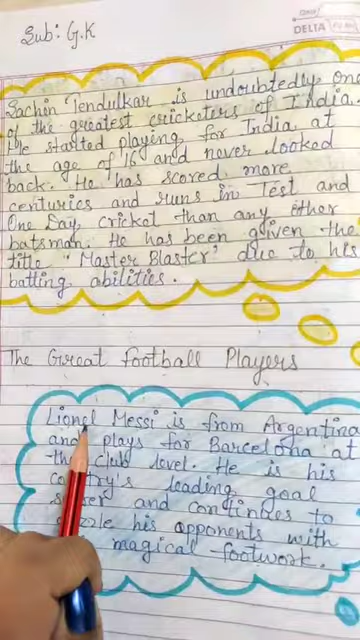 DELTA
Sub: G.K
Sachin Tendulkar is undoubtedly One
of the greatest cricketers of India.
He started playing for India at
the age of 16 and never looked
back. He has scored more
centuries and runs in Test and
One Day cricket than any other
batsman. He has been given the
title "Master Blaster' due to his
batting abilities.
The Great football Players
Lionel Messi is from Argentina
and plays for Barcelona at
the club level. He is his
leading goal
and continues to
his opponents with
magical footwork.